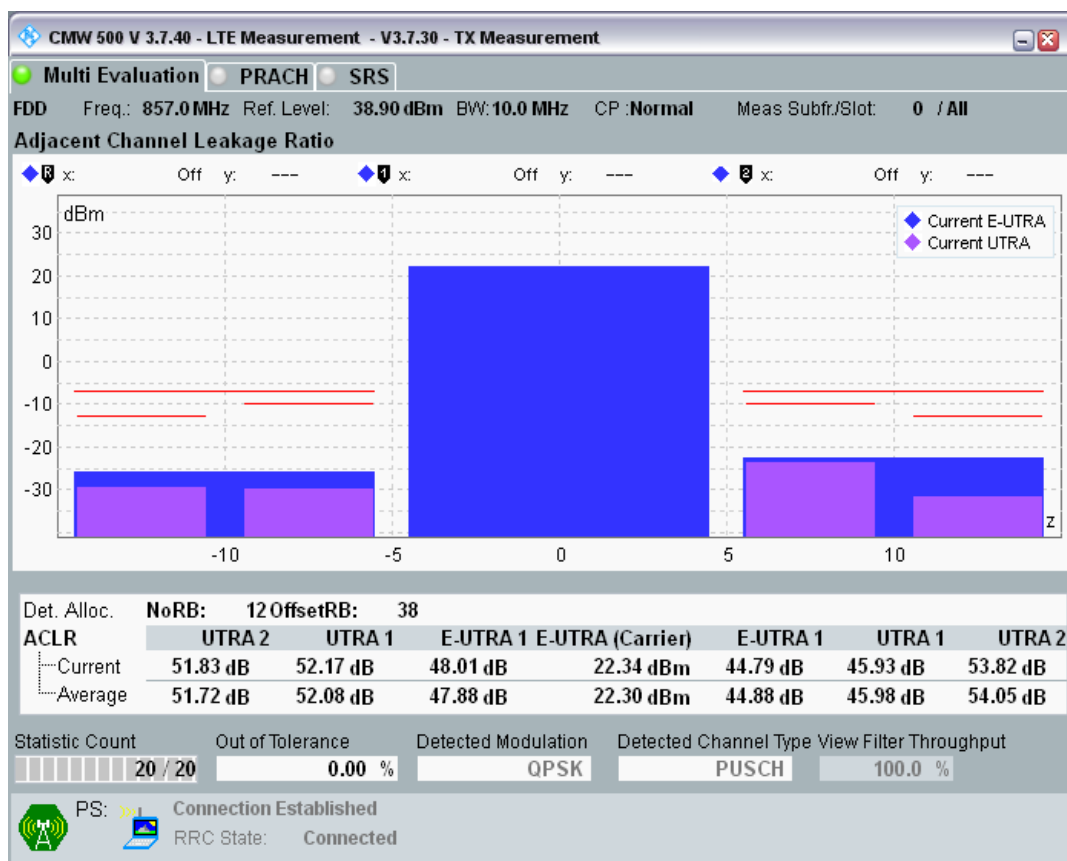 CMW 500 V 3.7.40 - LTE Measurement - V3.7.30 - TX Measurement
Multi Evaluation PRACH SRS
FDD Freq.: 857.0 MHz Ref. Level: 38.90 dBm BW: 10.0 MHz CP :Normal Meas Subfr./Slot: 0 / All
Adjacent Channel Leakage Ratio
R x: Off y: --- 1 x: Off y: --- 2 x: Off y: ---
dBm
Current E-UTRA
Current UTRA
30
20
10
0
-10
-20
-30
z
-10 -5 0 5 10
Det. Alloc. NoRB: 12 OffsetRB: 38
ACLR UTRA 2 UTRA 1 E-UTRA 1 E-UTRA (Carrier) E-UTRA 1 UTRA 1 UTRA 2
Current 51.83 dB 52.17 dB 48.01 dB 22.34 dBm 44.79 dB 45.93 dB 53.82 dB
Average 51.72 dB 52.08 dB 47.88 dB 22.30 dBm 44.88 dB 45.98 dB 54.05 dB
Statistic Count Out of Tolerance Detected Modulation Detected Channel Type View Filter Throughput
20 / 20 0.00 % QPSK PUSCH 100.0 %
PS: Connection Established
RRC State: Connected